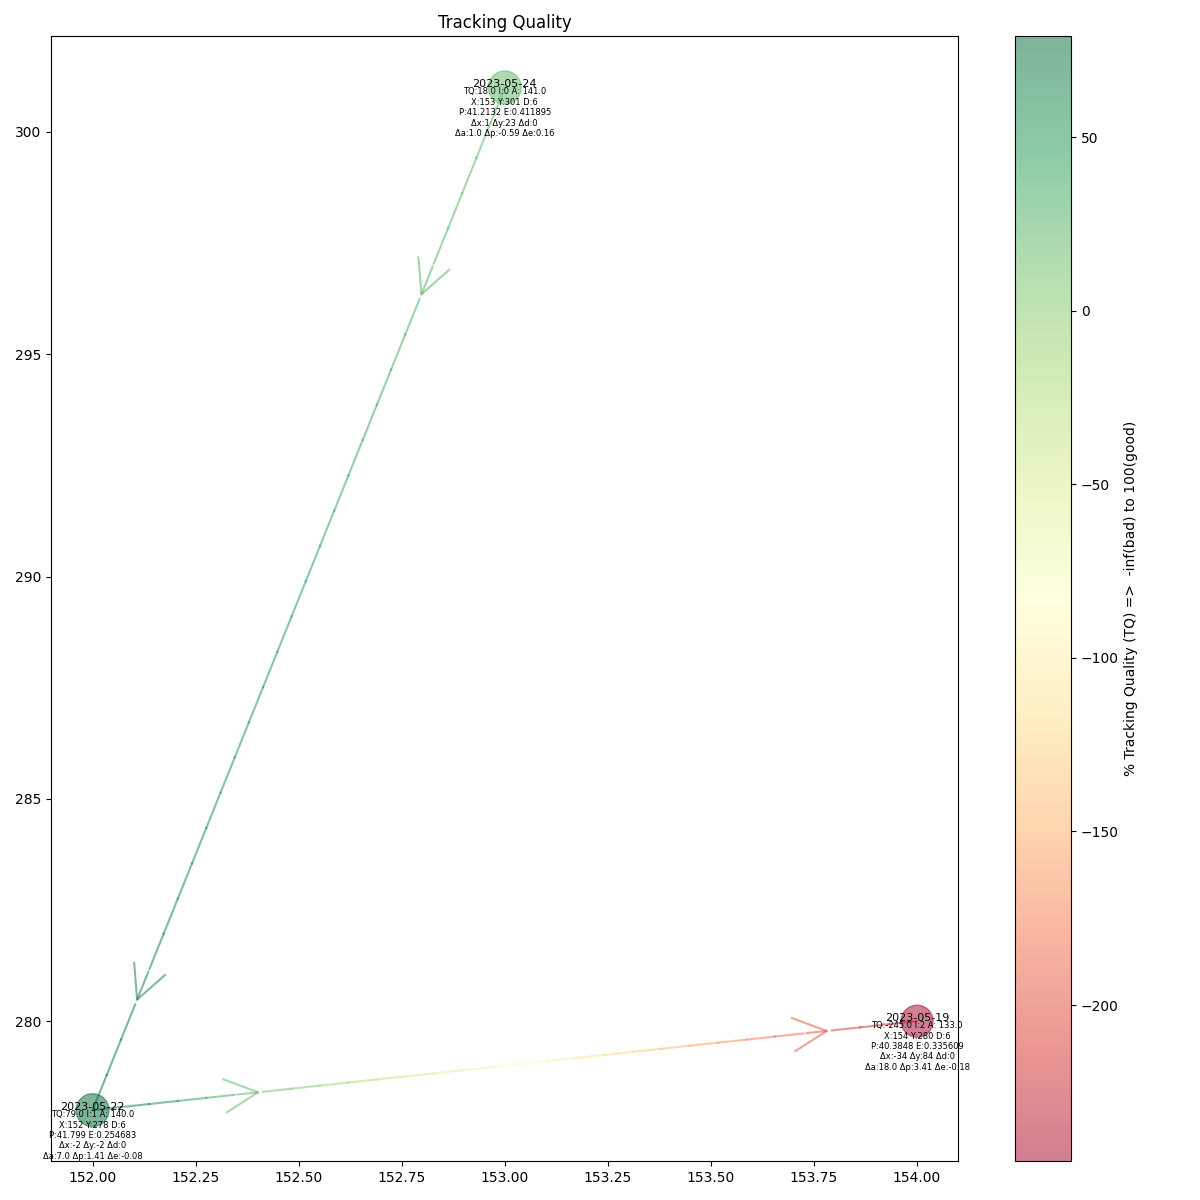 Tracking Quality
2023-05-24
TQ:18.0 I:0 A: 141.0
X:153 Y:301 D:6
P:41.2132 E:0.411895
Δx:1 Δy:23 Δd:0
Δa:1.0 Δp:-0.59 Δe:0.16
2023-05-19
TQ:-245.0 I:2 A: 133.0
X:154 Y:280 D:6
P:40.3848 E:0.335609
Δx:-34 Δy:84 Δd:0
Δa:18.0 Δp:3.41 Δe:-0.18
2023-05-22
TQ:79.0 I:1 A: 140.0
X:152 Y:278 D:6
P:41.799 E:0.254683
Δx:-2 Δy:-2 Δd:0
Δa:7.0 Δp:1.41 Δe:-0.08
300
295
290
285
280
152.00 152.25 152.50 152.75 153.00 153.25 153.50 153.75 154.00
50
0
−50
−100
−150
−200
% Tracking Quality (TQ) => -inf(bad) to 100(good)